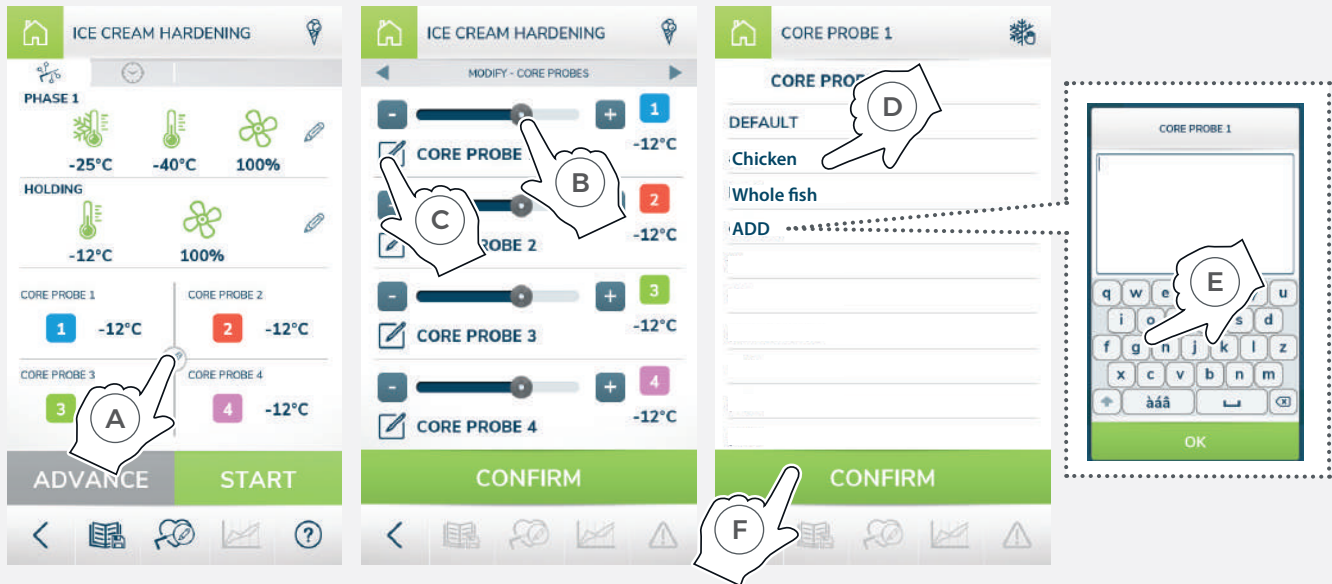 ICE CREAM HARDENING
PHASE 1
-25°C -40°C 100%
HOLDING
-12°C 100%
CORE PROBE 1 CORE PROBE 2
1 -12°C 2 -12°C
CORE PROBE 3 CORE PROBE 4
3 4 -12°C
A
ADVANCE START
?
ICE CREAM HARDENING
MODIFY - CORE PROBES
- + 1
-12°C
CORE PROBE
B
C
- 2
-12°C
PROBE 2
- + 3
-12°C
CORE PROBE 3
- + 4
-12°C
CORE PROBE 4
CONFIRM
CORE PROBE 1
CORE
D
DEFAULT
Chicken
Whole fish
ADD
CONFIRM
F
CORE PROBE 1
E
q w e u
i o s d
f g n j k l z
x c v b n m
àáâ
OK